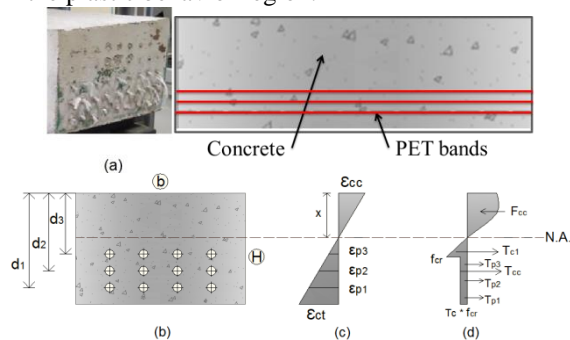 (a)
Concrete
PET bands
b
d1
d2
d3
H
(b)
x
εcc
εp3
εp2
εp1
εct
(c)
Fcc
N.A.
Tc1
fcr
Tp3
Tcc
Tp2
Tp1
Tc * fcr
(d)